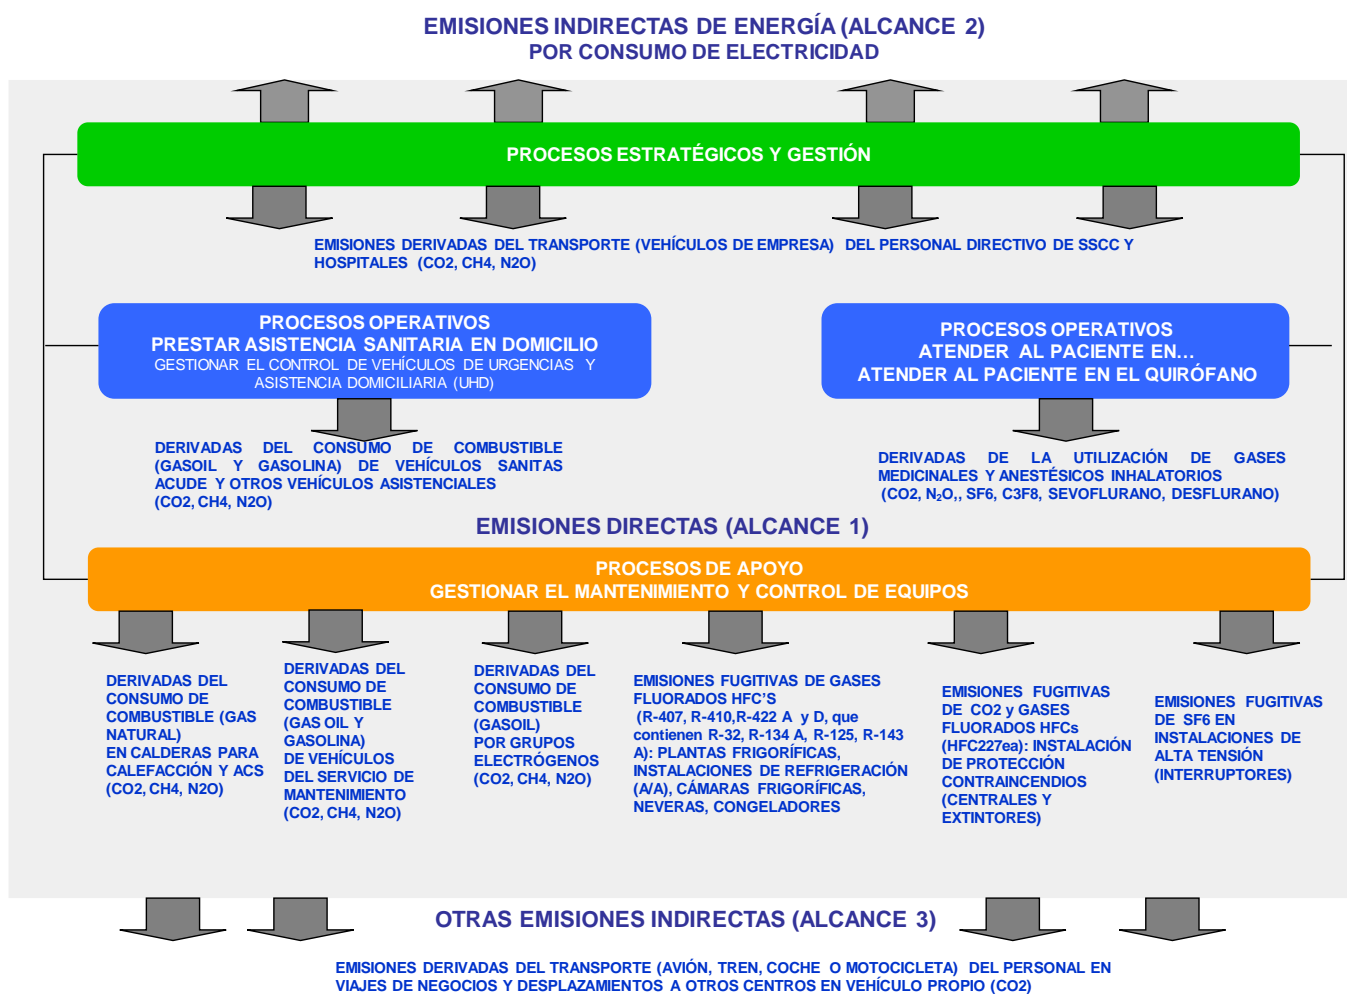 EMISIONES INDIRECTAS DE ENERGÍA (ALCANCE 2)
POR CONSUMO DE ELECTRICIDAD
PROCESOS ESTRATÉGICOS Y GESTIÓN
EMISIONES DERIVADAS DEL TRANSPORTE (VEHÍCULOS DE EMPRESA) DEL PERSONAL DIRECTIVO DE SSCC Y
HOSPITALES (CO2, CH4, N2O)
PROCESOS OPERATIVOS
PRESTAR ASISTENCIA SANITARIA EN DOMICILIO
GESTIONAR EL CONTROL DE VEHÍCULOS DE URGENCIAS Y
ASISTENCIA DOMICILIARIA (UHD)
PROCESOS OPERATIVOS
ATENDER AL PACIENTE EN...
ATENDER AL PACIENTE EN EL QUIRÓFANO
DERIVADAS DEL CONSUMO DE COMBUSTIBLE
(GASOIL Y GASOLINA) DE VEHÍCULOS SANITAS
ACUDE Y OTROS VEHÍCULOS ASISTENCIALES
(CO2, CH4, N2O)
DERIVADAS DE LA UTILIZACIÓN DE GASES
MEDICINALES Y ANESTÉSICOS INHALATORIOS
(CO2, N₂O,, SF6, C3F8, SEVOFLURANO, DESFLURANO)
EMISIONES DIRECTAS (ALCANCE 1)
PROCESOS DE APOYO
GESTIONAR EL MANTENIMIENTO Y CONTROL DE EQUIPOS
DERIVADAS DEL
CONSUMO DE
COMBUSTIBLE (GAS
NATURAL)
EN CALDERAS PARA
CALEFACCIÓN Y ACS
(CO2, CH4, N2O)
DERIVADAS DEL
CONSUMO DE
COMBUSTIBLE
(GAS OIL Y
GASOLINA)
DE VEHÍCULOS
DEL SERVICIO DE
MANTENIMIENTO
(CO2, CH4, N2O)
DERIVADAS DEL
CONSUMO DE
COMBUSTIBLE
(GASOIL)
POR GRUPOS
ELECTRÓGENOS
(CO2, CH4, N2O)
EMISIONES FUGITIVAS DE GASES
FLUORADOS HFC'S
(R-407, R-410,R-422 A y D, que
contienen R-32, R-134 A, R-125, R-143
A): PLANTAS FRIGORÍFICAS,
INSTALACIONES DE REFRIGERACIÓN
(A/A), CÁMARAS FRIGORÍFICAS,
NEVERAS, CONGELADORES
EMISIONES FUGITIVAS
DE CO2 y GASES
FLUORADOS HFCs
(HFC227ea): INSTALACIÓN
DE PROTECCIÓN
CONTRAINCENDIOS
(CENTRALES Y
EXTINTORES)
EMISIONES FUGITIVAS
DE SF6 EN
INSTALACIONES DE
ALTA TENSIÓN
(INTERRUPTORES)
OTRAS EMISIONES INDIRECTAS (ALCANCE 3)
EMISIONES DERIVADAS DEL TRANSPORTE (AVIÓN, TREN, COCHE O MOTOCICLETA) DEL PERSONAL EN
VIAJES DE NEGOCIOS Y DESPLAZAMIENTOS A OTROS CENTROS EN VEHÍCULO PROPIO (CO2)